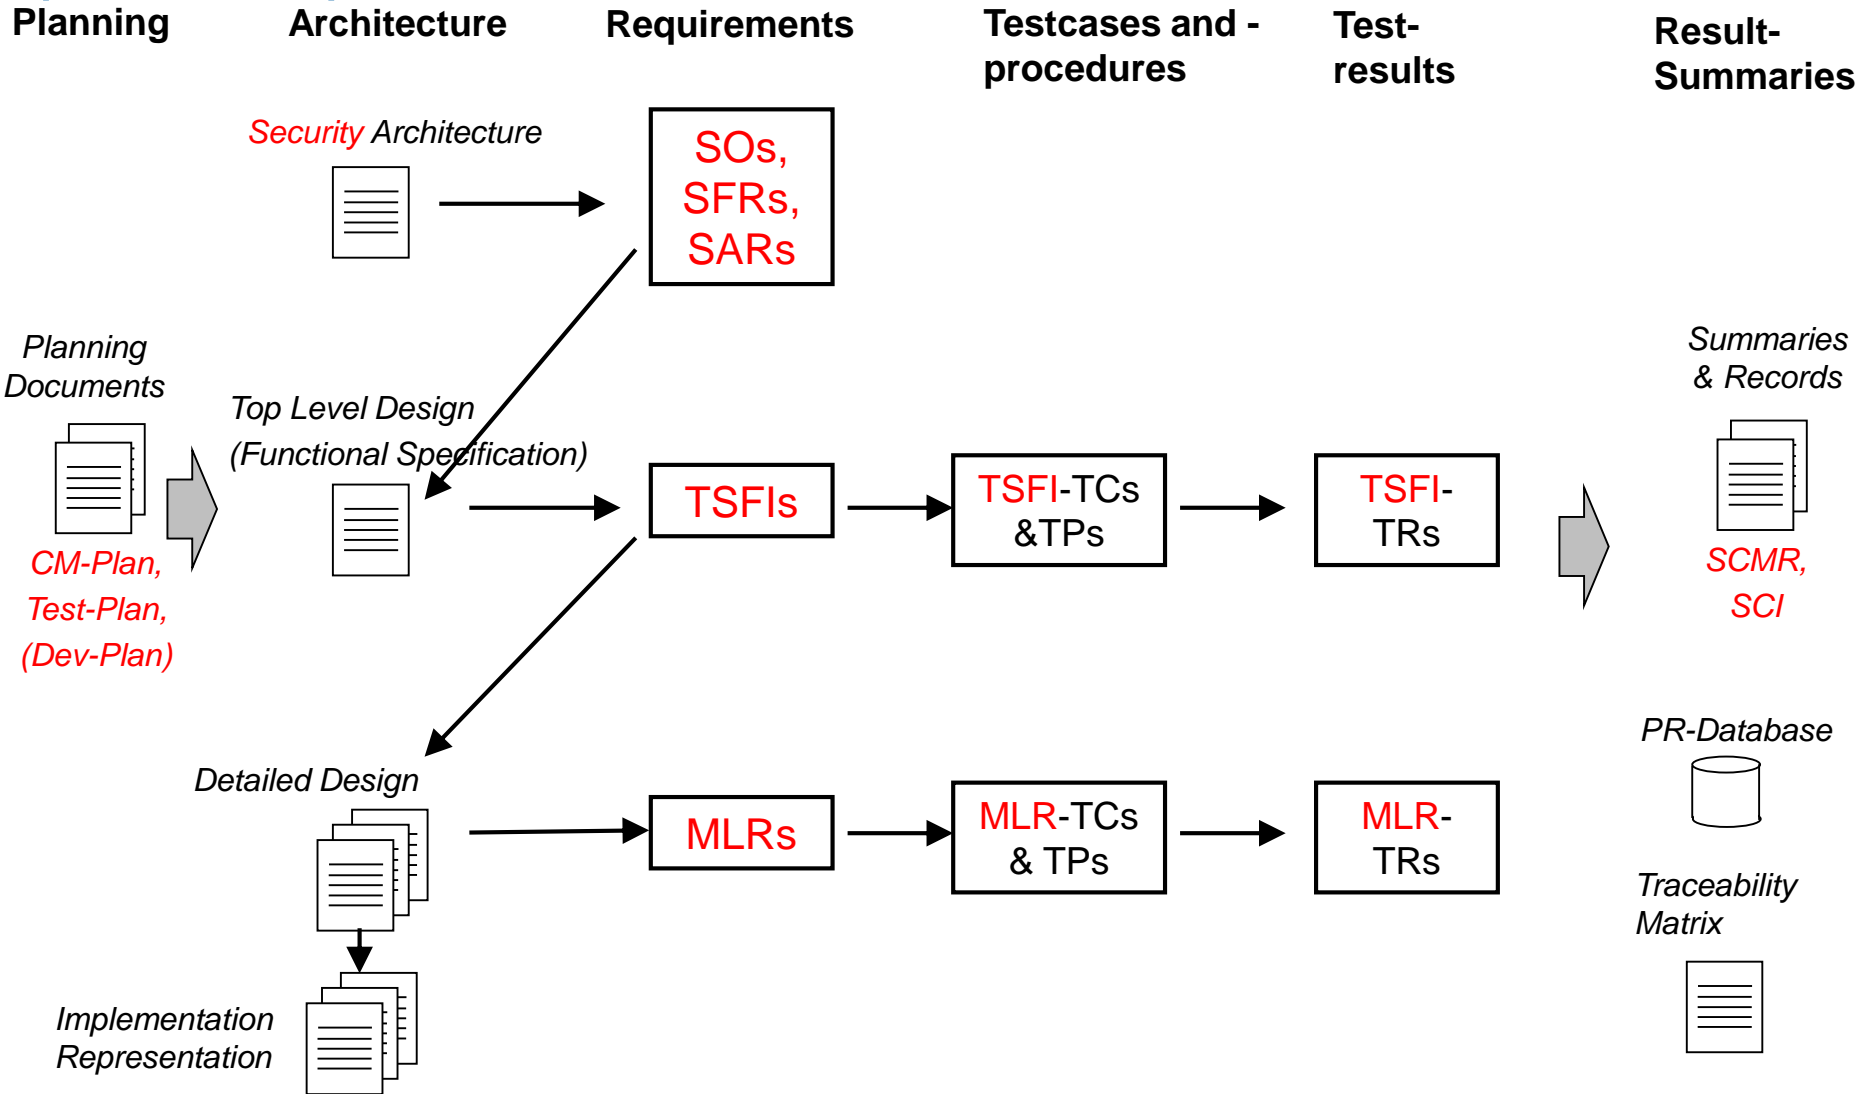 Planning
Architecture
Requirements
Testcases and -
procedures
Test-
results
Result-
Summaries
Security Architecture
SOs,
SFRs,
SARs
Planning
Documents
CM-Plan,
Test-Plan,
(Dev-Plan)
Top Level Design
(Functional Specification)
TSFIs
TSFI-TCs
&TPs
TSFI-
TRs
Summaries
& Records
SCMR,
SCI
Detailed Design
MLRs
MLR-TCs
& TPs
MLR-
TRs
PR-Database
Traceability
Matrix
Implementation
Representation